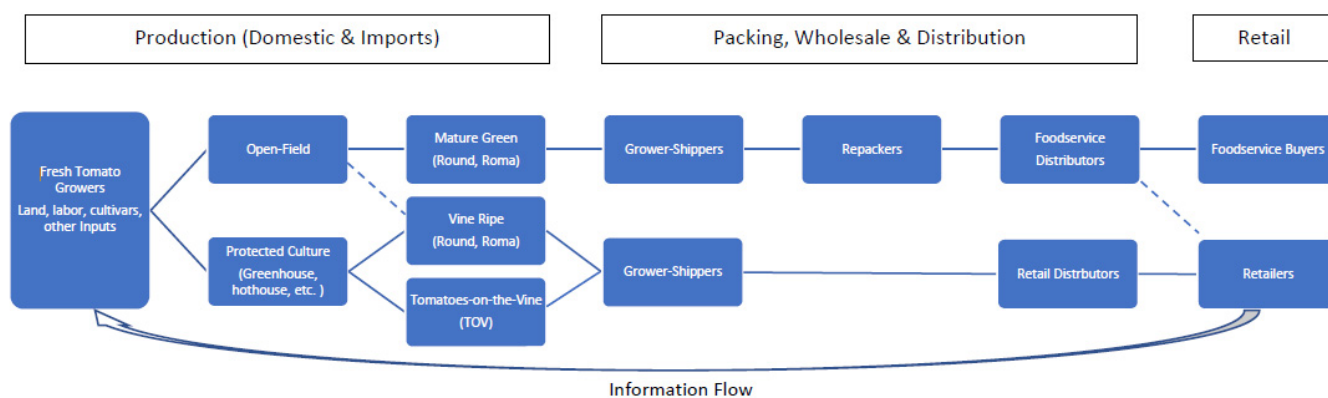 Production (Domestic & Imports)
Packing, Wholesale & Distribution
Retail
Fresh Tomato
Growers
Land, labor, cultivars,
other Inputs
Open-Field
Mature Green
(Round, Roma)
Grower-Shippers
Repackers
Foodservice
Distributors
Foodservice Buyers
Vine Ripe
(Round, Roma)
Protected Culture
(Greenhouse,
hothouse, etc. )
Grower-Shippers
Retail Distrbutors
Retailers
Tomatoes-on-the-Vine
(TOV)
Information Flow